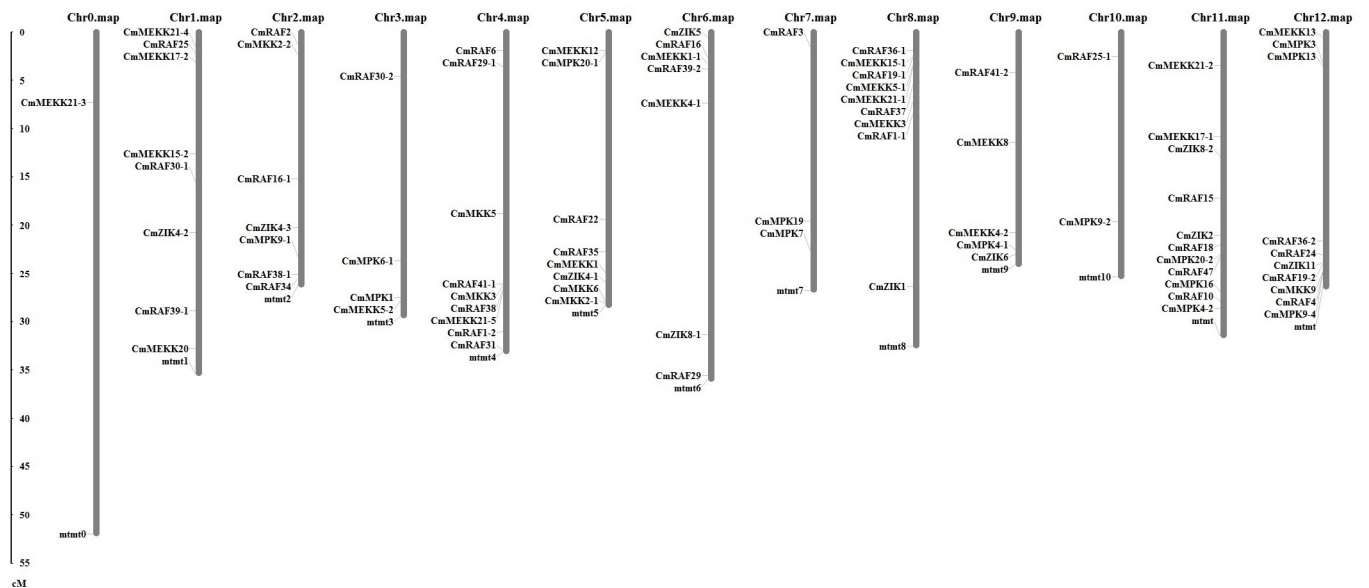 Chr0.map Chr1.map Chr2.map Chr3.map Chr4.map Chr5.map Chr6.map Chr7.map Chr8.map Chr9.map Chr10.map Chr11.map Chr12.map
0
5
10
15
20
25
30
35
40
45
50
55
cM
CmMEKK21-3
mtmt0
CmMEKK21-4
CmRAF25
CmMEKK17-2
CmMEKK15-2
CmRAF30-1
CmZIK4-2
CmRAF39-1
CmMEKK20
mtmt1
CmRAF2
CmMKK2-2
CmRAF16-1
CmZIK4-3
CmMPK9-1
CmRAF38-1
CmRAF34
mtmt2
CmRAF30-2
CmMPK6-1
CmMPK1
CmMEKK5-2
mtmt3
CmRAF6
CmRAF29-1
CmMKK5
CmRAF41-1
CmMKK3
CmRAF38
CmMEKK21-5
CmRAF1-2
CmRAF31
mtmt4
CmMEKK12
CmMPK20-1
CmRAF22
CmRAF35
CmMEKK1
CmZIK4-1
CmMKK6
CmMKK2-1
mtmt5
CmZIK5
CmRAF16
CmMEKK1-1
CmRAF39-2
CmMEKK4-1
CmZIK8-1
CmRAF29
mtmt6
CmRAF3
CmMPK19
CmMPK7
mtmt7
CmRAF36-1
CmMEKK15-1
CmRAF19-1
CmMEKK5-1
CmMEKK21-1
CmRAF37
CmMEKK3
CmRAF1-1
CmZIK1
mtmt8
CmRAF41-2
CmMEKK8
CmMEKK4-2
CmMPK4-1
CmZIK6
mtmt9
CmRAF25-1
CmMPK9-2
mtmt10
CmMEKK21-2
CmMEKK17-1
CmZIK8-2
CmRAF15
CmZIK2
CmRAF18
CmMPK20-2
CmRAF47
CmMPK16
CmRAF10
CmMPK4-2
mtmt
CmMEKK13
CmMPK3
CmMPK13
CmRAF36-2
CmRAF24
CmZIK11
CmRAF19-2
CmMKK9
CmRAF4
CmMPK9-4
mtmt